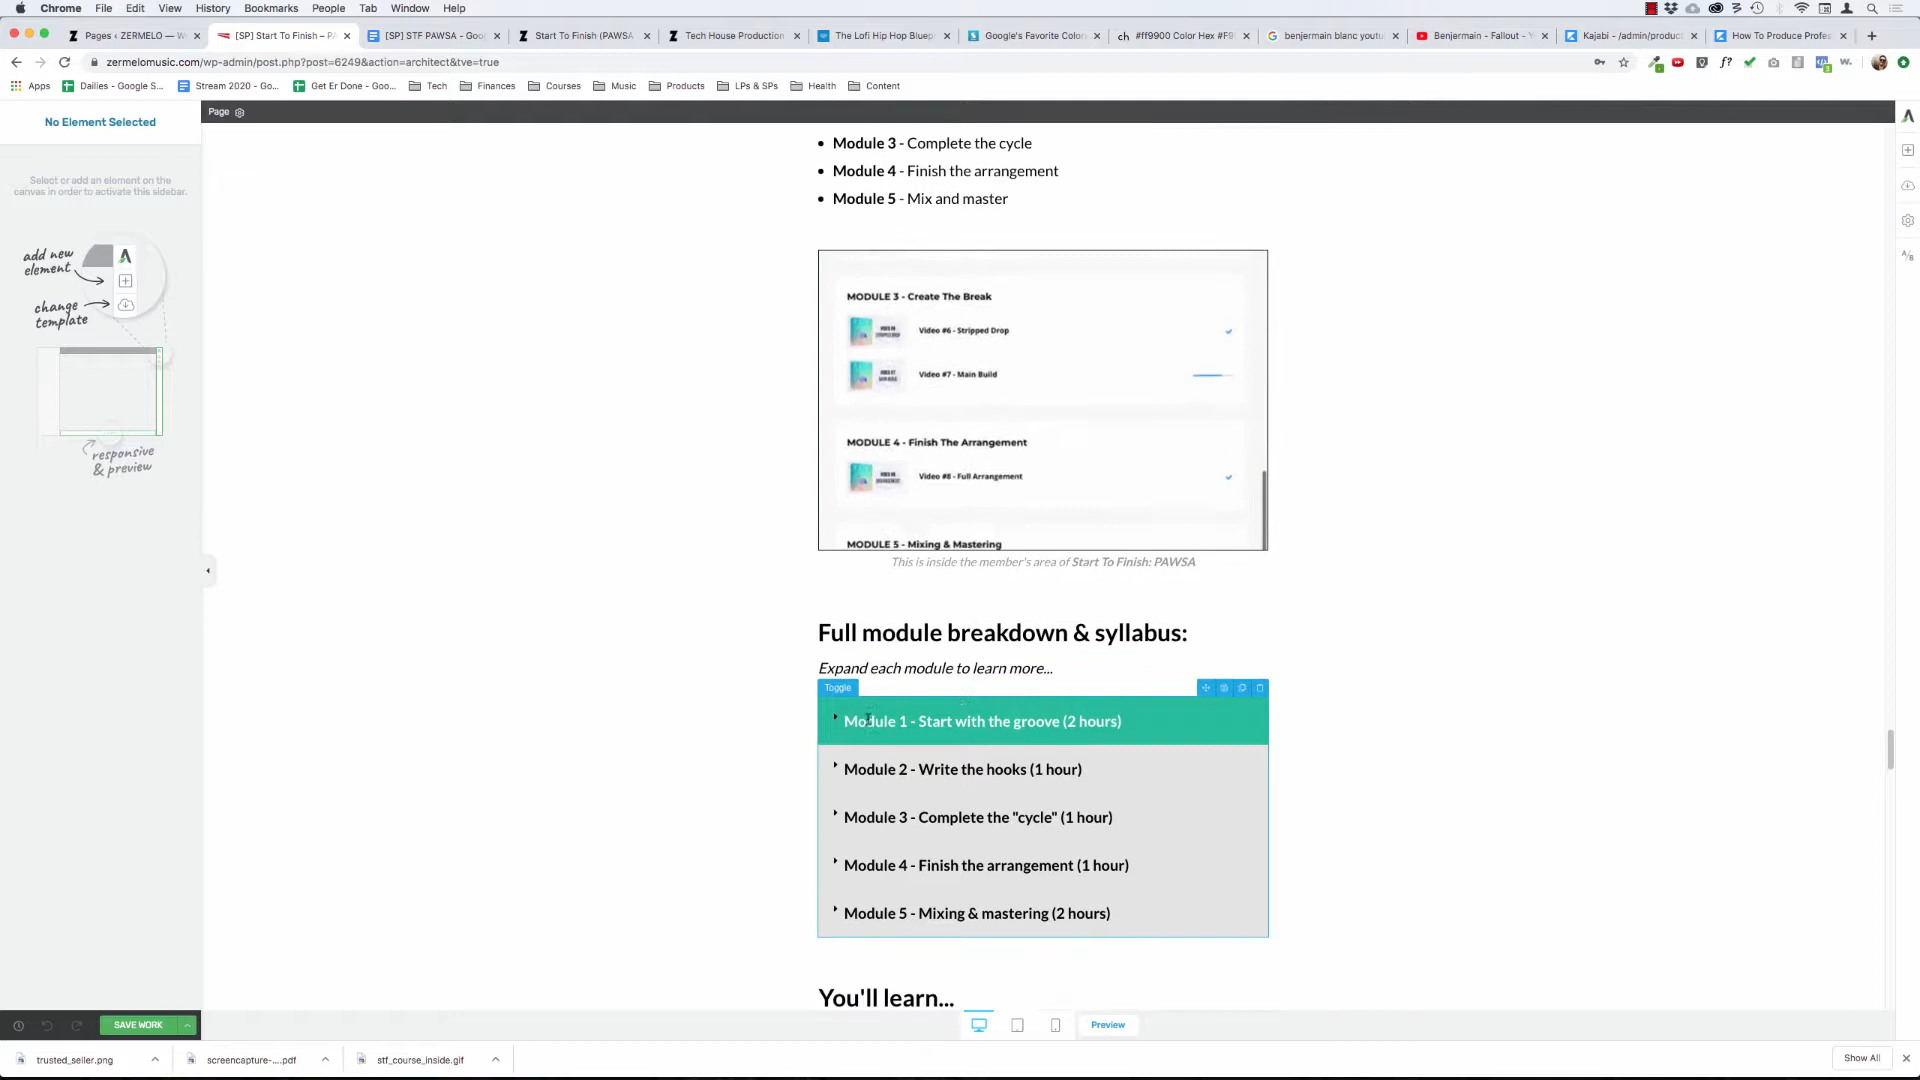 Chrome File Edit View History Bookmarks People Tab Window Help
Pages ‹ ZERMELO — W
[SP] Start To Finish – PA
[SP] STF PAWSA - Goog
Start To Finish (PAWSA
Tech House Production
The Lofi Hip Hop Bluep
Google's Favorite Color
#ff9900 Color Hex #F9
benjermain blanc youtu
Benjermain - Fallout - Y
Kajabi - /admin/produc
How To Produce Profes
zermelomusic.com/wp-admin/post.php?post=6249&action=architect&tve=true
Apps Dailies - Google S... Stream 2020 - Go... Get Er Done - Goo... Tech Finances Courses Music Products LPs & SPs Health Content
No Element Selected
Page
Select or add an element on the
canvas in order to activate this sidebar.
add new
element
change
template
responsive
& preview
• Module 3 - Complete the cycle
• Module 4 - Finish the arrangement
• Module 5 - Mix and master
MODULE 3 - Create The Break
Video #6 - Stripped Drop
Video #7 - Main Build
MODULE 4 - Finish The Arrangement
Video #8 - Full Arrangement
MODULE 5 - Mixing & Mastering
This is inside the member's area of Start To Finish: PAWSA
Full module breakdown & syllabus:
Expand each module to learn more...
Toggle
Module 1 - Start with the groove (2 hours)
Module 2 - Write the hooks (1 hour)
Module 3 - Complete the "cycle" (1 hour)
Module 4 - Finish the arrangement (1 hour)
Module 5 - Mixing & mastering (2 hours)
You'll learn...
SAVE WORK
Preview
trusted_seller.png
screencapture-....pdf
stf_course_inside.gif
Show All